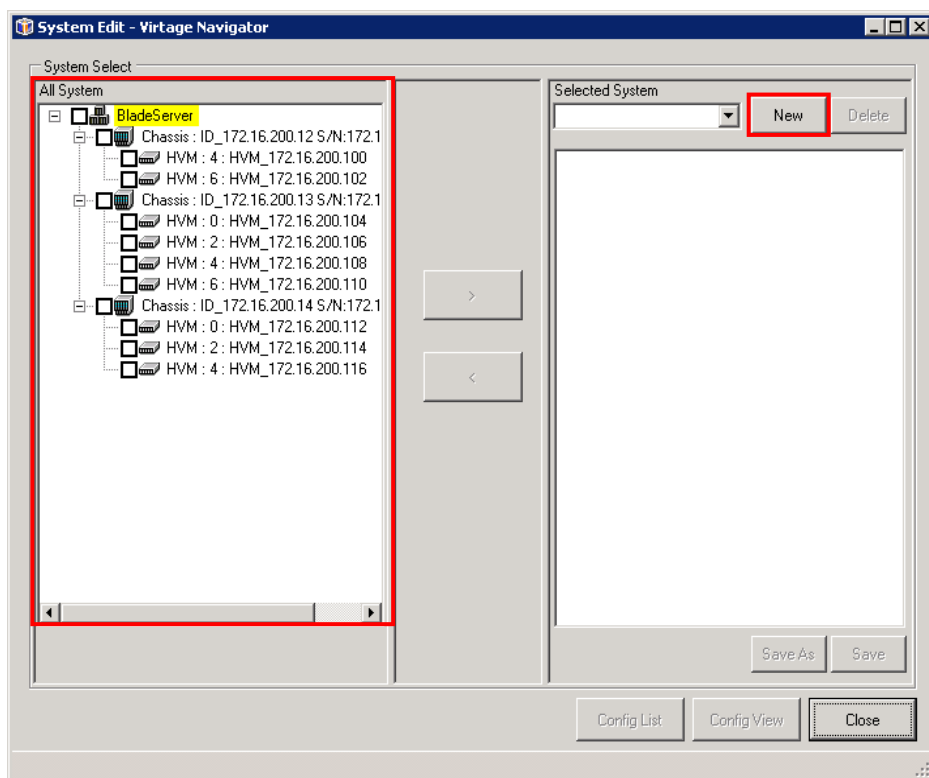 System Edit - Virtage Navigator
System Select
All System
BladeServer
Chassis : ID_172.16.200.12 S/N:172.1
HVM : 4 : HVM_172.16.200.100
HVM : 6 : HVM_172.16.200.102
Chassis : ID_172.16.200.13 S/N:172.1
HVM : 0 : HVM_172.16.200.104
HVM : 2 : HVM_172.16.200.106
HVM : 4 : HVM_172.16.200.108
HVM : 6 : HVM_172.16.200.110
Chassis : ID_172.16.200.14 S/N:172.1
HVM : 0 : HVM_172.16.200.112
HVM : 2 : HVM_172.16.200.114
HVM : 4 : HVM_172.16.200.116
>
<
Selected System
New
Delete
Save As
Save
Config List
Config View
Close